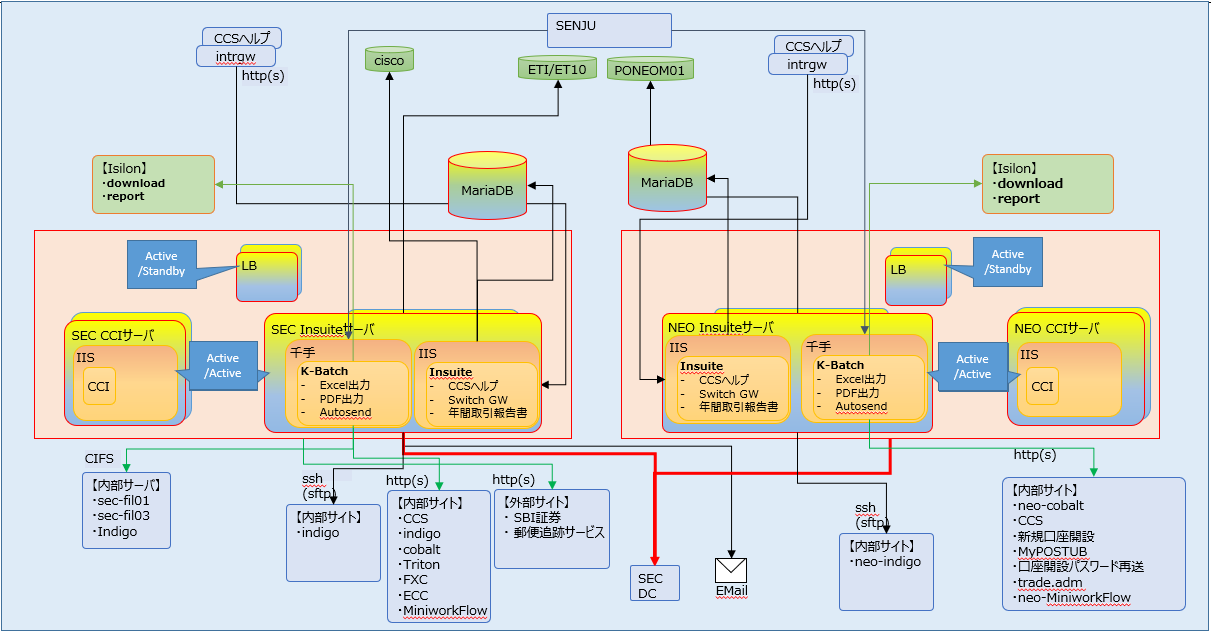 SENJU
CCSヘルプ
intrgw
http(s)
cisco
ETI/ET10
PONEOM01
CCSヘルプ
intrgw
http(s)
【Isilon】
・download
・report
MariaDB
MariaDB
【Isilon】
・download
・report
Active
/Standby
LB
LB
Active
/Standby
SEC CCIサーバ
IIS
CCI
Active
/Active
SEC Insuiteサーバ
千手
K-Batch
- Excel出力
- PDF出力
- Autosend
IIS
Insuite
- CCSヘルプ
- Switch GW
- 年間取引報告書
NEO Insuiteサーバ
IIS
Insuite
- CCSヘルプ
- Switch GW
- 年間取引報告書
千手
K-Batch
- Excel出力
- PDF出力
- Autosend
Active
/Active
NEO CCIサーバ
IIS
CCI
CIFS
【内部サーバ】
・sec-fil01
・sec-fil03
・Indigo
ssh
(sftp)
【内部サイト】
・indigo
http(s)
【内部サイト】
・CCS
・indigo
・cobalt
・Triton
・FXC
・ECC
・MiniworkFlow
http(s)
【外部サイト】
・SBI証券
・郵便追跡サービス
SEC
DC
EMail
ssh
(sftp)
【内部サイト】
・neo-indigo
http(s)
【内部サイト】
・neo-cobalt
・CCS
・新規口座開設
・MyPOSTUB
・口座開設パスワード再送
・trade.adm
・neo-MiniworkFlow